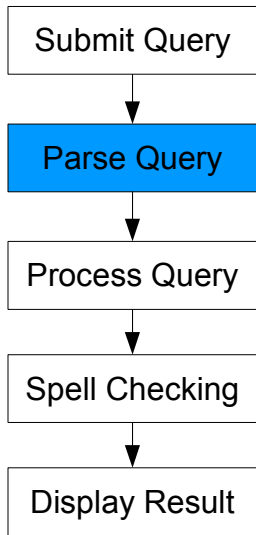 Submit Query
Parse Query
Process Query
Spell Checking
Display Result